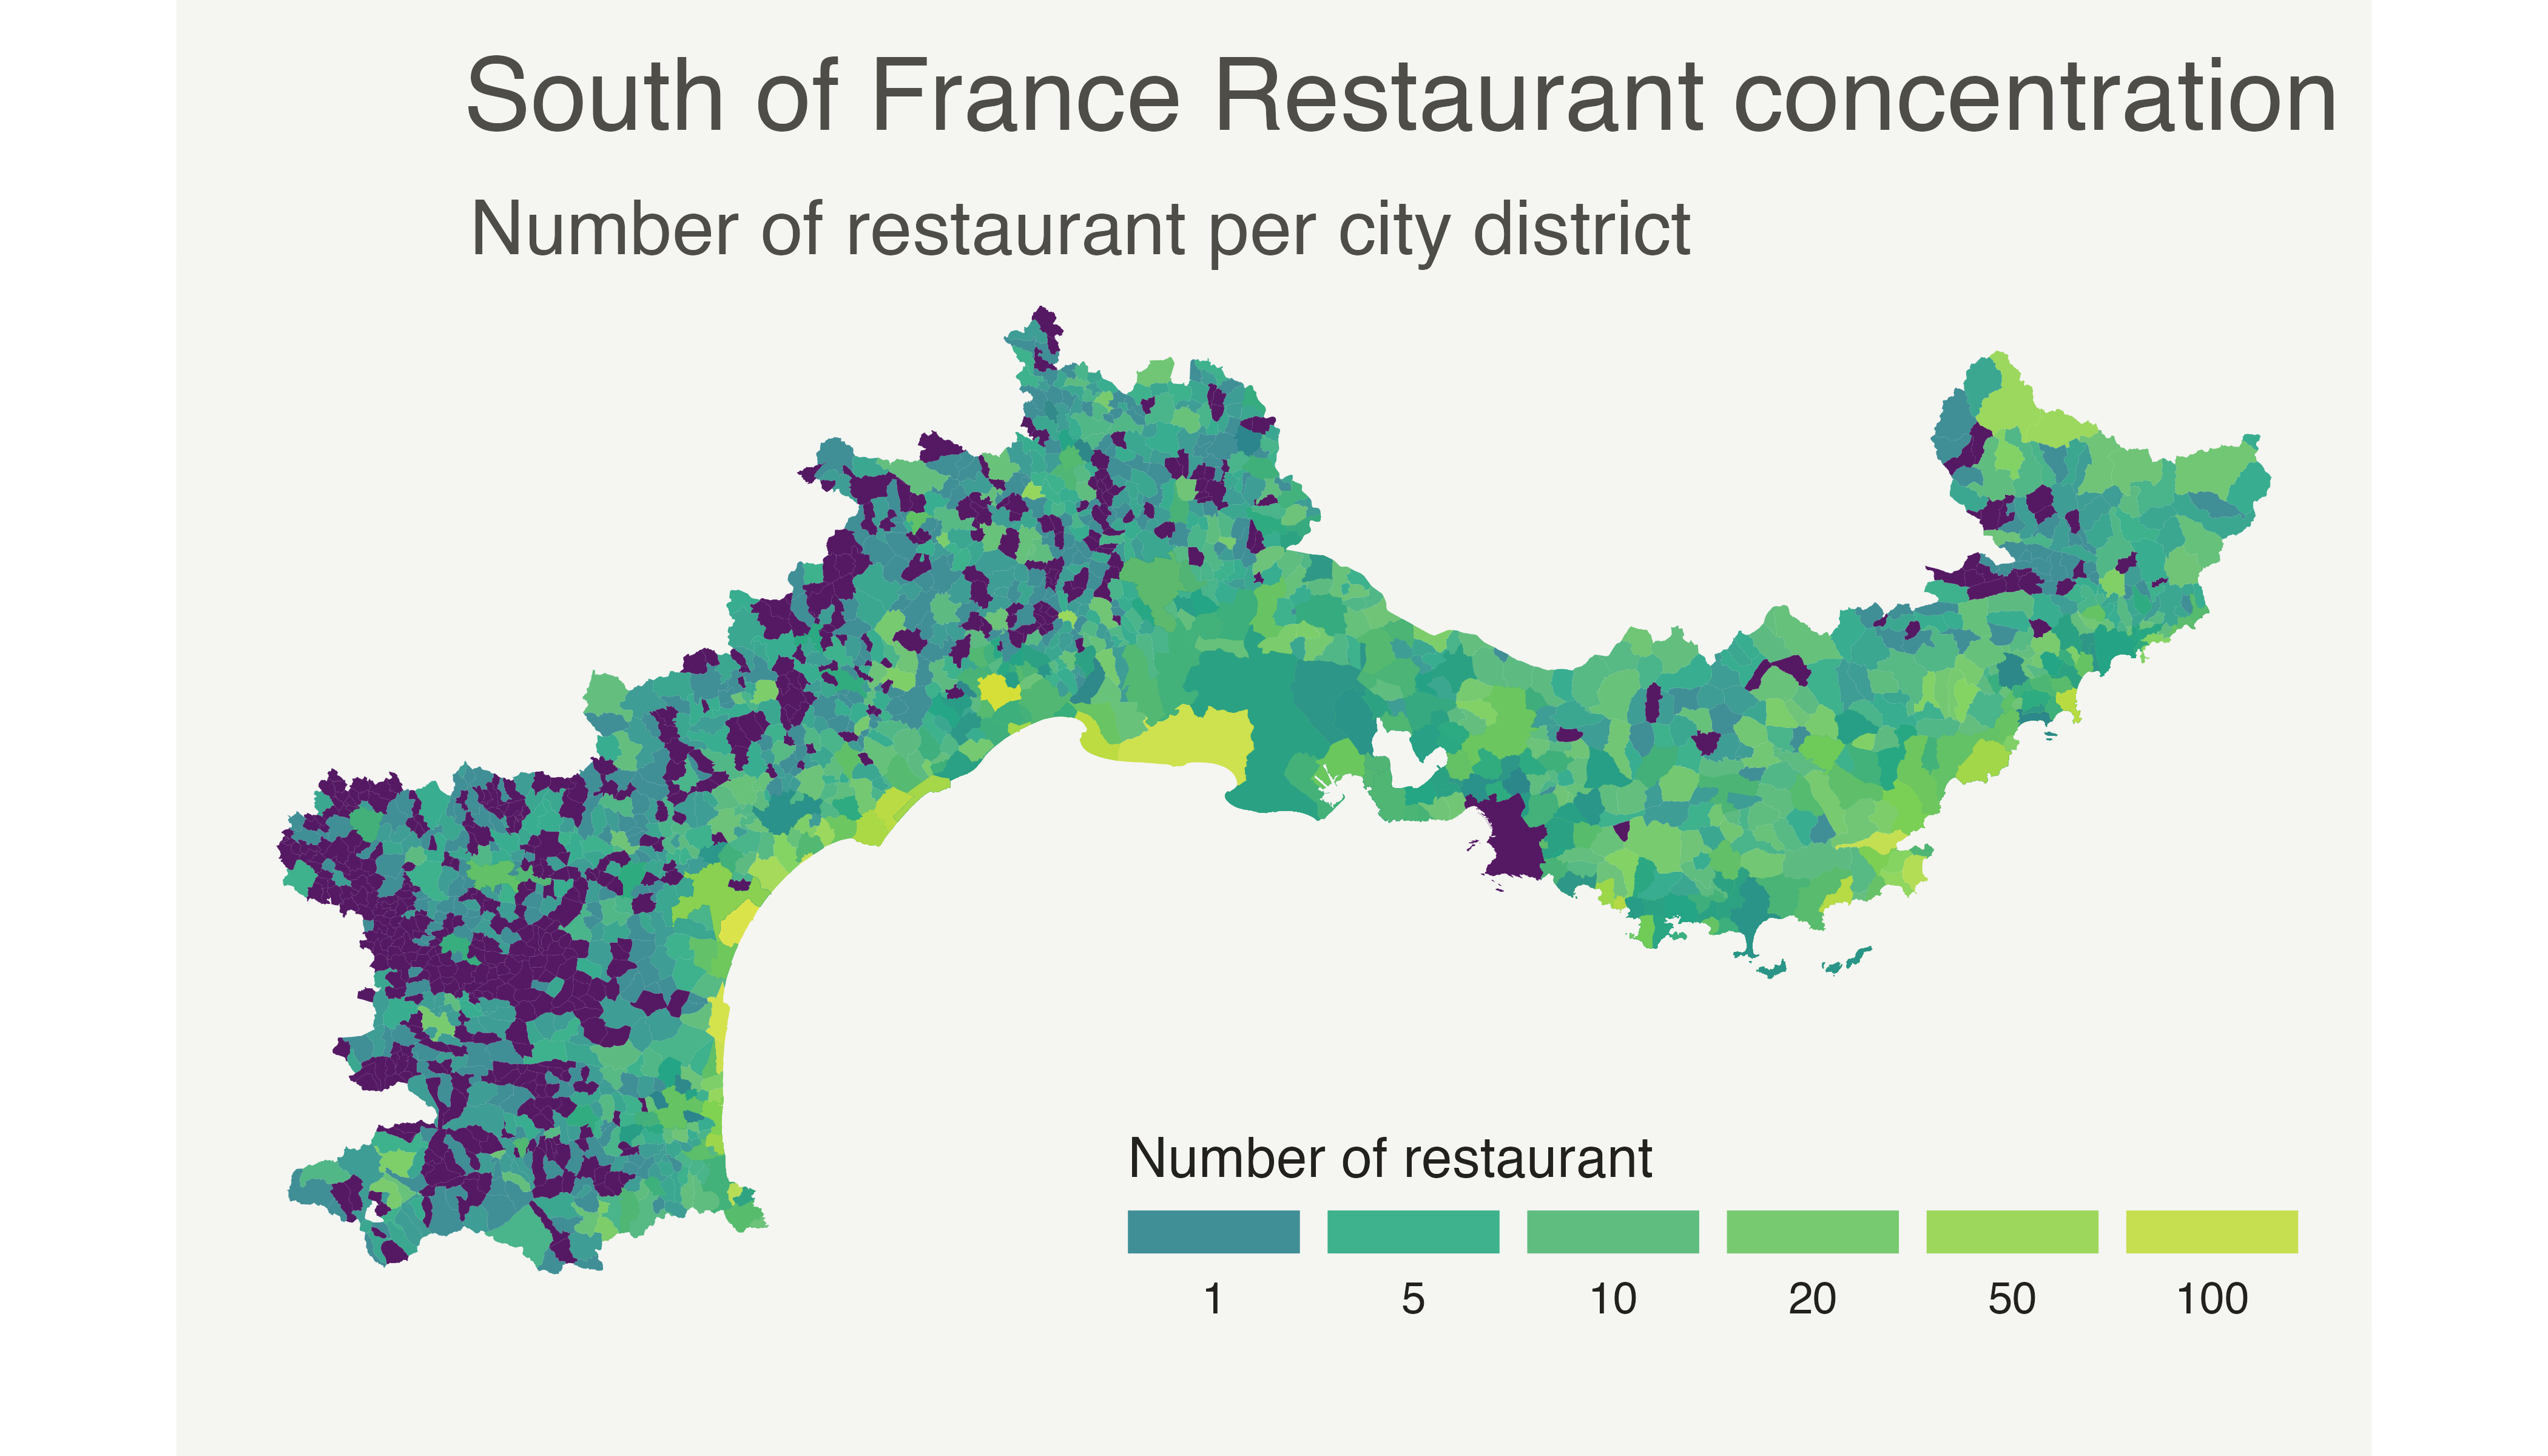 South of France Restaurant concentration
Number of restaurant per city district
Number of restaurant
1 5 10 20 50 100